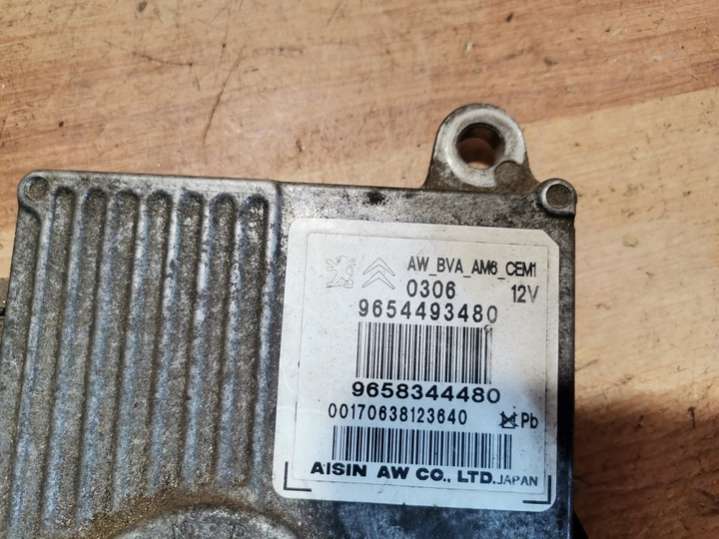 AW_BVA_AM6_CEM1
0306 12V
9654493480
9658344480
00170638123640 Pb
AISIN AW CO., LTD. JAPAN